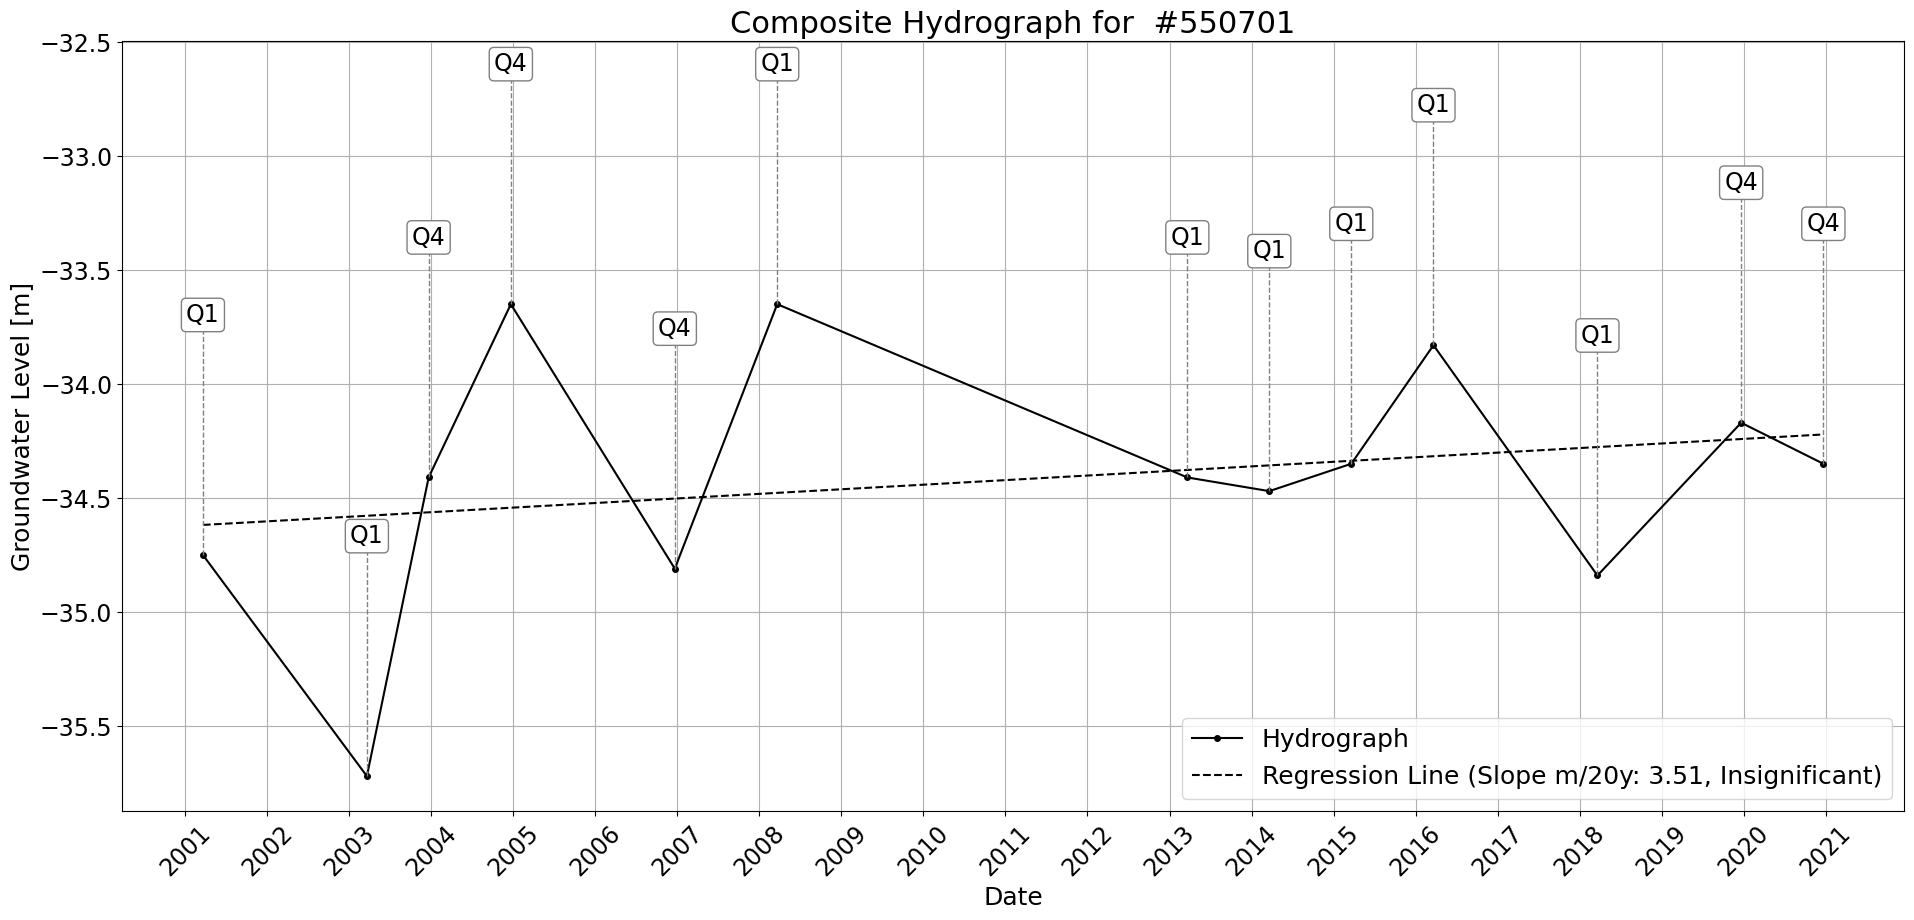 Composite Hydrograph for  #550701
Groundwater Level [m]
−32.5
−33.0
−33.5
−34.0
−34.5
−35.0
−35.5
Q1
Q1
Q4
Q4
Q4
Q1
Q1
Q1
Q1
Q1
Q1
Q4
Q4
Hydrograph
Regression Line (Slope m/20y: 3.51, Insignificant)
2001
2002
2003
2004
2005
2006
2007
2008
2009
2010
2011
2012
2013
2014
2015
2016
2017
2018
2019
2020
2021
Date